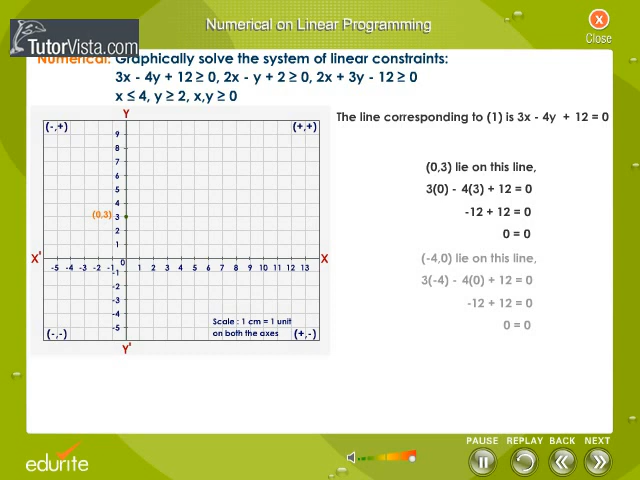 Numerical on Linear Programming
X
Close
TutorVista.com
Numerical: Graphically solve the system of linear constraints:
3x - 4y + 12 ≥ 0, 2x - y + 2 ≥ 0, 2x + 3y - 12 ≥ 0
x ≤ 4, y ≥ 2, x,y ≥ 0
Y
(-,+)
(+,+)
9
8
7
6
5
4
(0,3) 3
2
1
X'
0
X
-5 -4 -3 -2 -1 1 2 3 4 5 6 7 8 9 10 11 12 13
-1
-2
-3
-4
-5
Scale : 1 cm = 1 unit
on both the axes
(-,-)
(+,-)
Y'
The line corresponding to (1) is 3x - 4y + 12 = 0
(0,3) lie on this line,
3(0) - 4(3) + 12 = 0
-12 + 12 = 0
0 = 0
(-4,0) lie on this line,
3(-4) - 4(0) + 12 = 0
-12 + 12 = 0
0 = 0
edurite
PAUSE REPLAY BACK NEXT